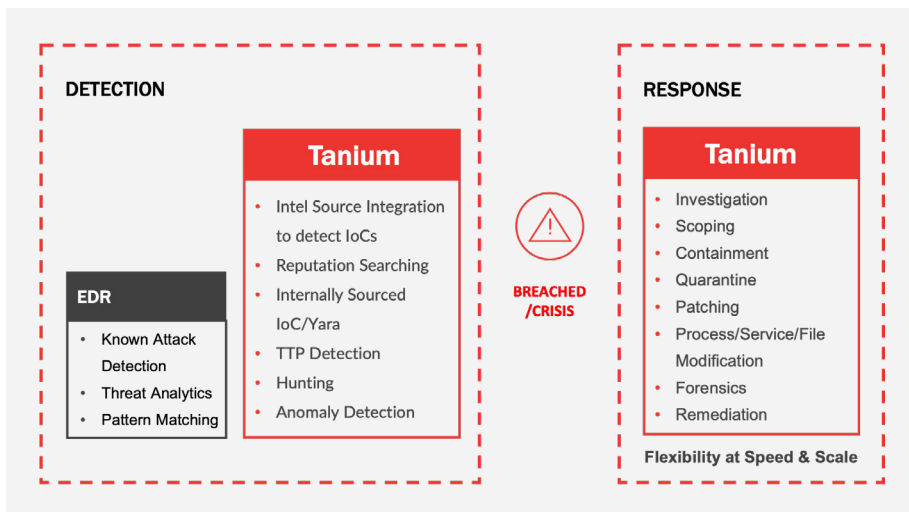 DETECTION
Tanium
• Intel Source Integration
to detect IoCs
• Reputation Searching
• Internally Sourced
IoC/Yara
• TTP Detection
• Hunting
• Anomaly Detection
EDR
• Known Attack
Detection
• Threat Analytics
• Pattern Matching
BREACHED
/CRISIS
RESPONSE
Tanium
• Investigation
• Scoping
• Containment
• Quarantine
• Patching
• Process/Service/File
Modification
• Forensics
• Remediation
Flexibility at Speed & Scale